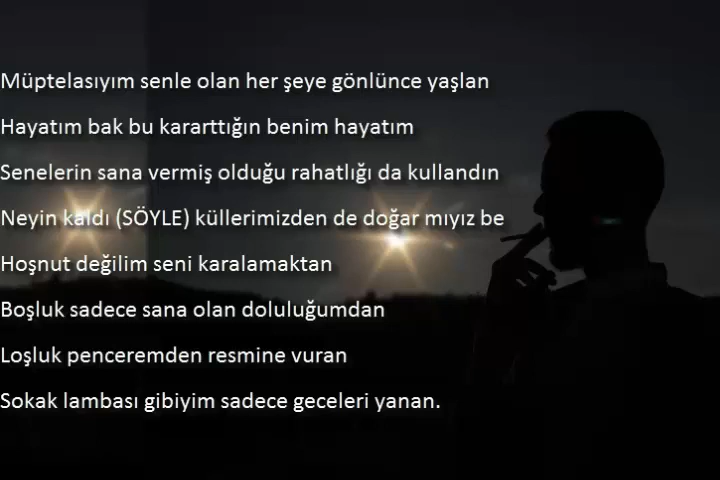 Müptelasıyım senle olan her şeye gönlünce yaşlan
Hayatım bak bu kararttığın benim hayatım
Senelerin sana vermiş olduğu rahatlığı da kullandın
Neyin kaldı (SÖYLE) küllerimizden de doğar mıyız be
Hoşnut değilim seni karalamaktan
Boşluk sadece sana olan doluluğumdan
Loşluk penceremden resmine vuran
Sokak lambası gibiyim sadece geceleri yanan.